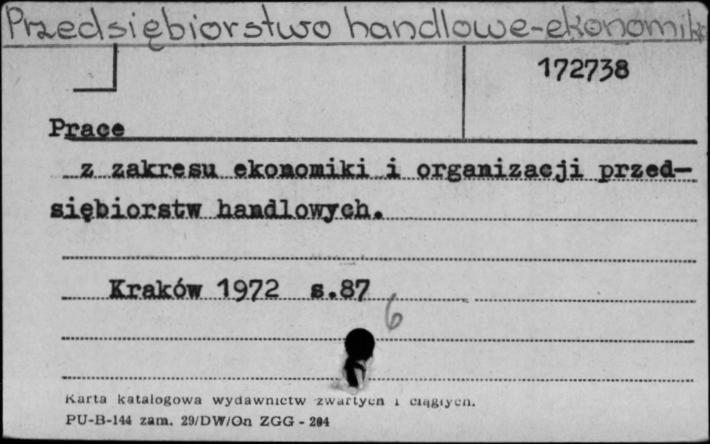 Przedsiębiorstwo handlowe-ekonomika
172738
Prace
z zakresu ekonomiki i organizacji przed-
siębiorstw handlowych.
Kraków 1972 s.87
6
Karta katalogowa wydawnictw zwartych i ciągłych.
PU-B-144 zam. 29/DW/On ZGG - 204